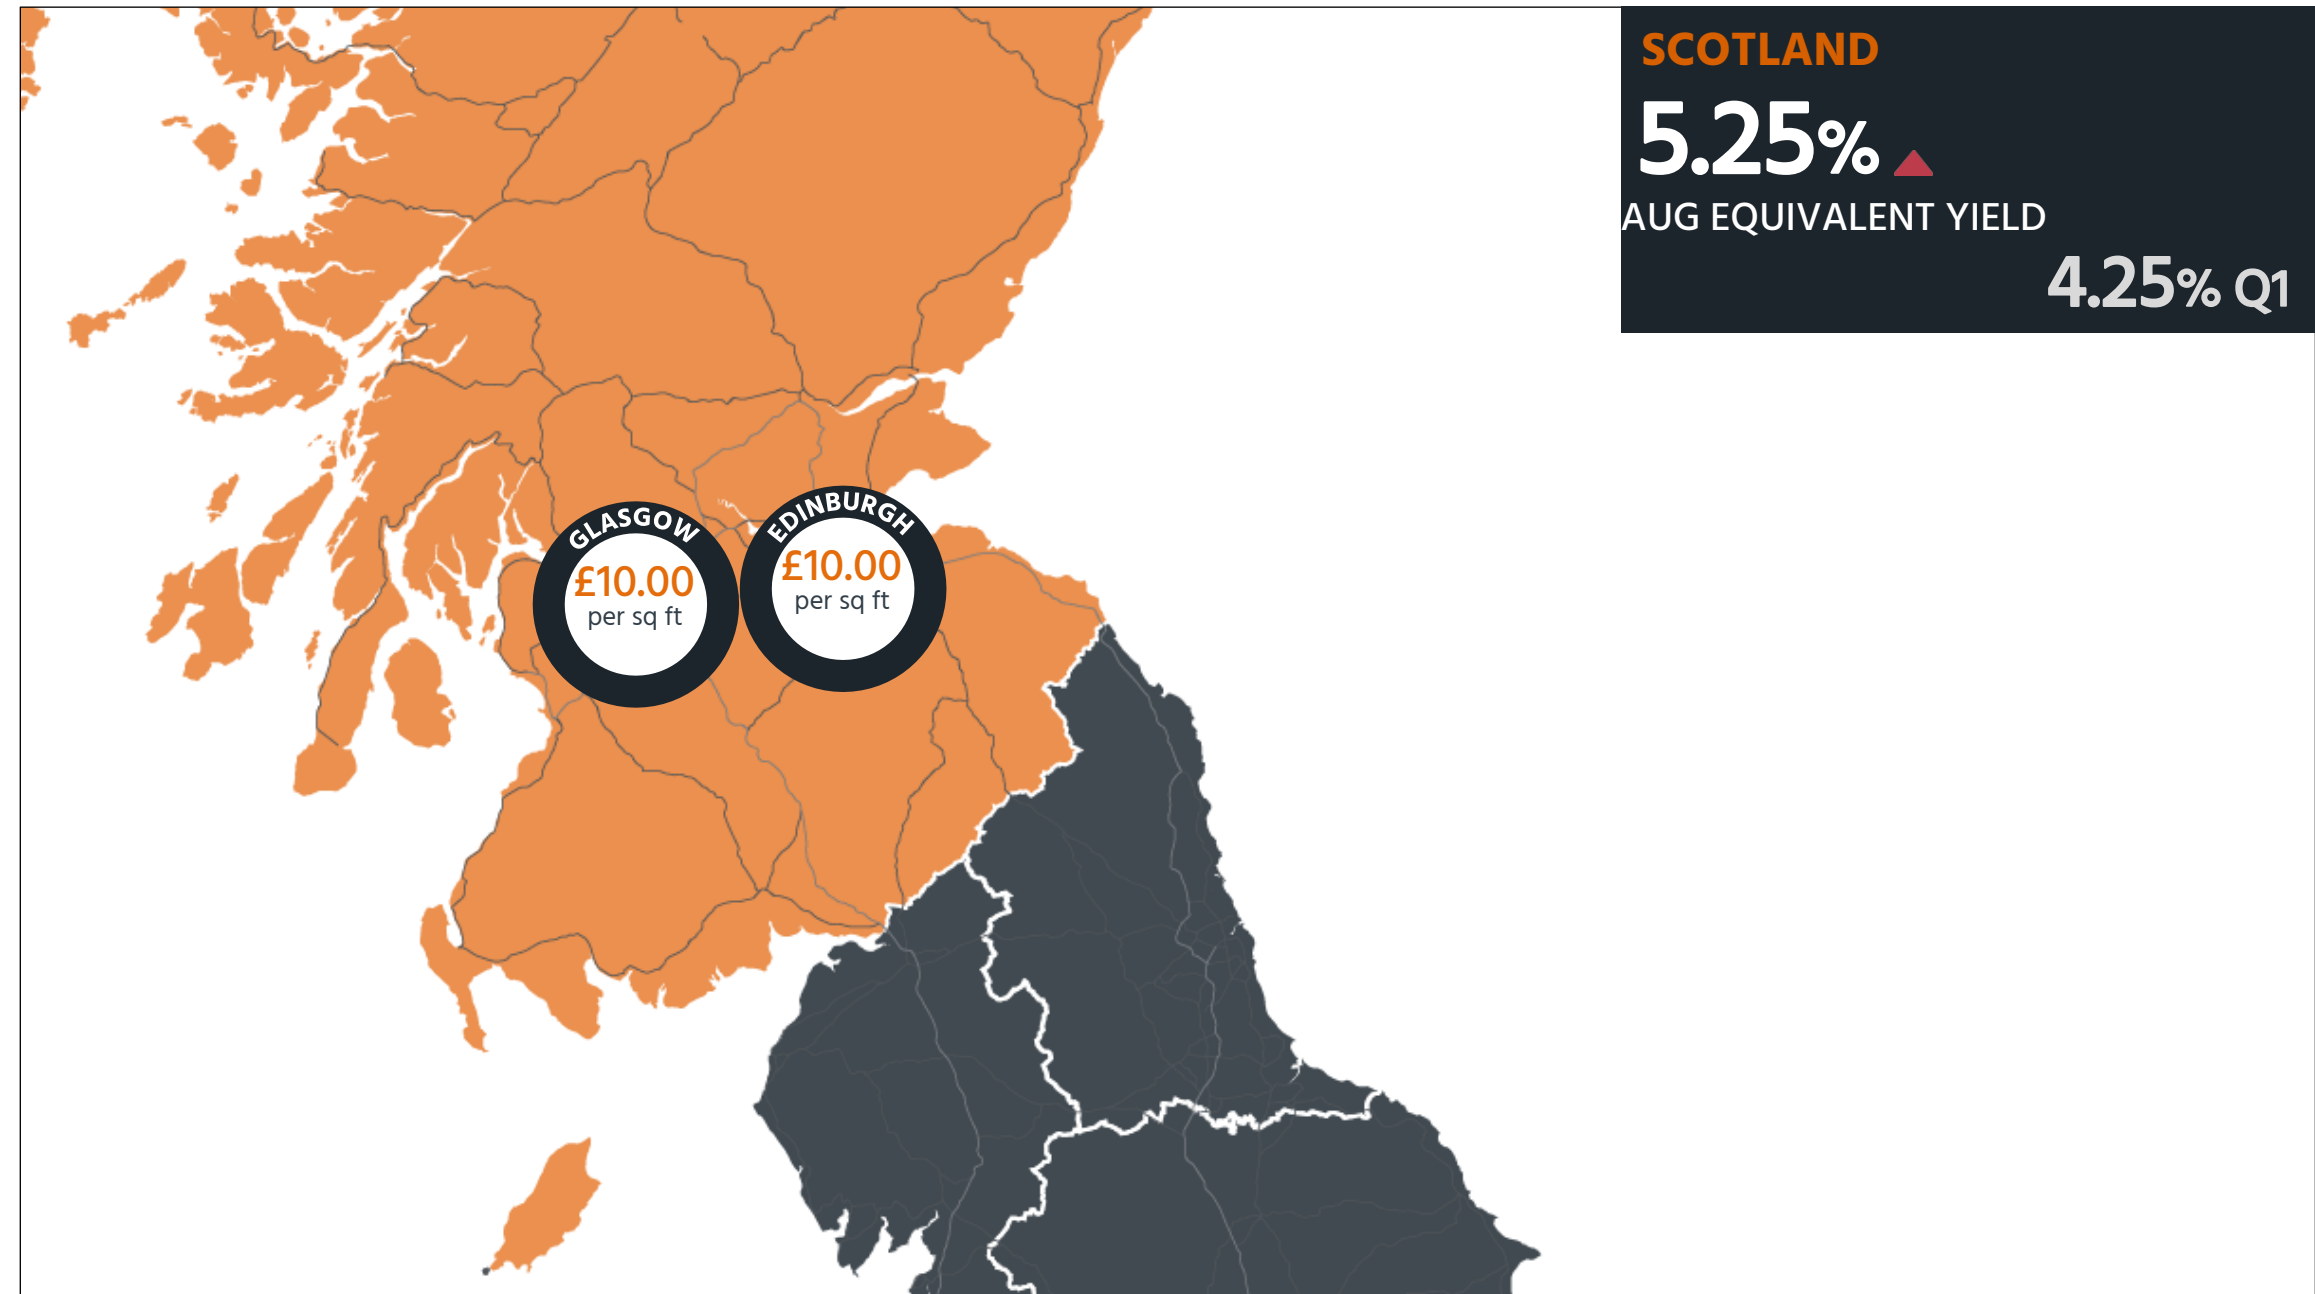 SCOTLAND
5.25%
AUG EQUIVALENT YIELD
4.25% Q1
GLASGOW
£10.00
per sq ft
EDINBURGH
£10.00
per sq ft